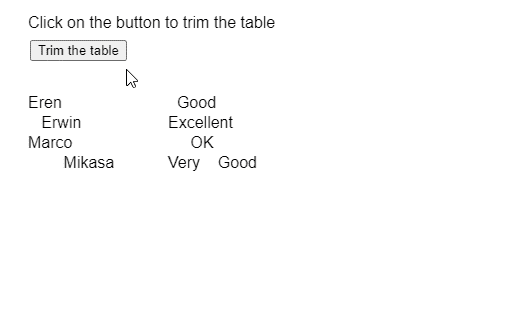 Click on the button to trim the table
Trim the table
Eren Good
Erwin Excellent
Marco OK
Mikasa Very Good